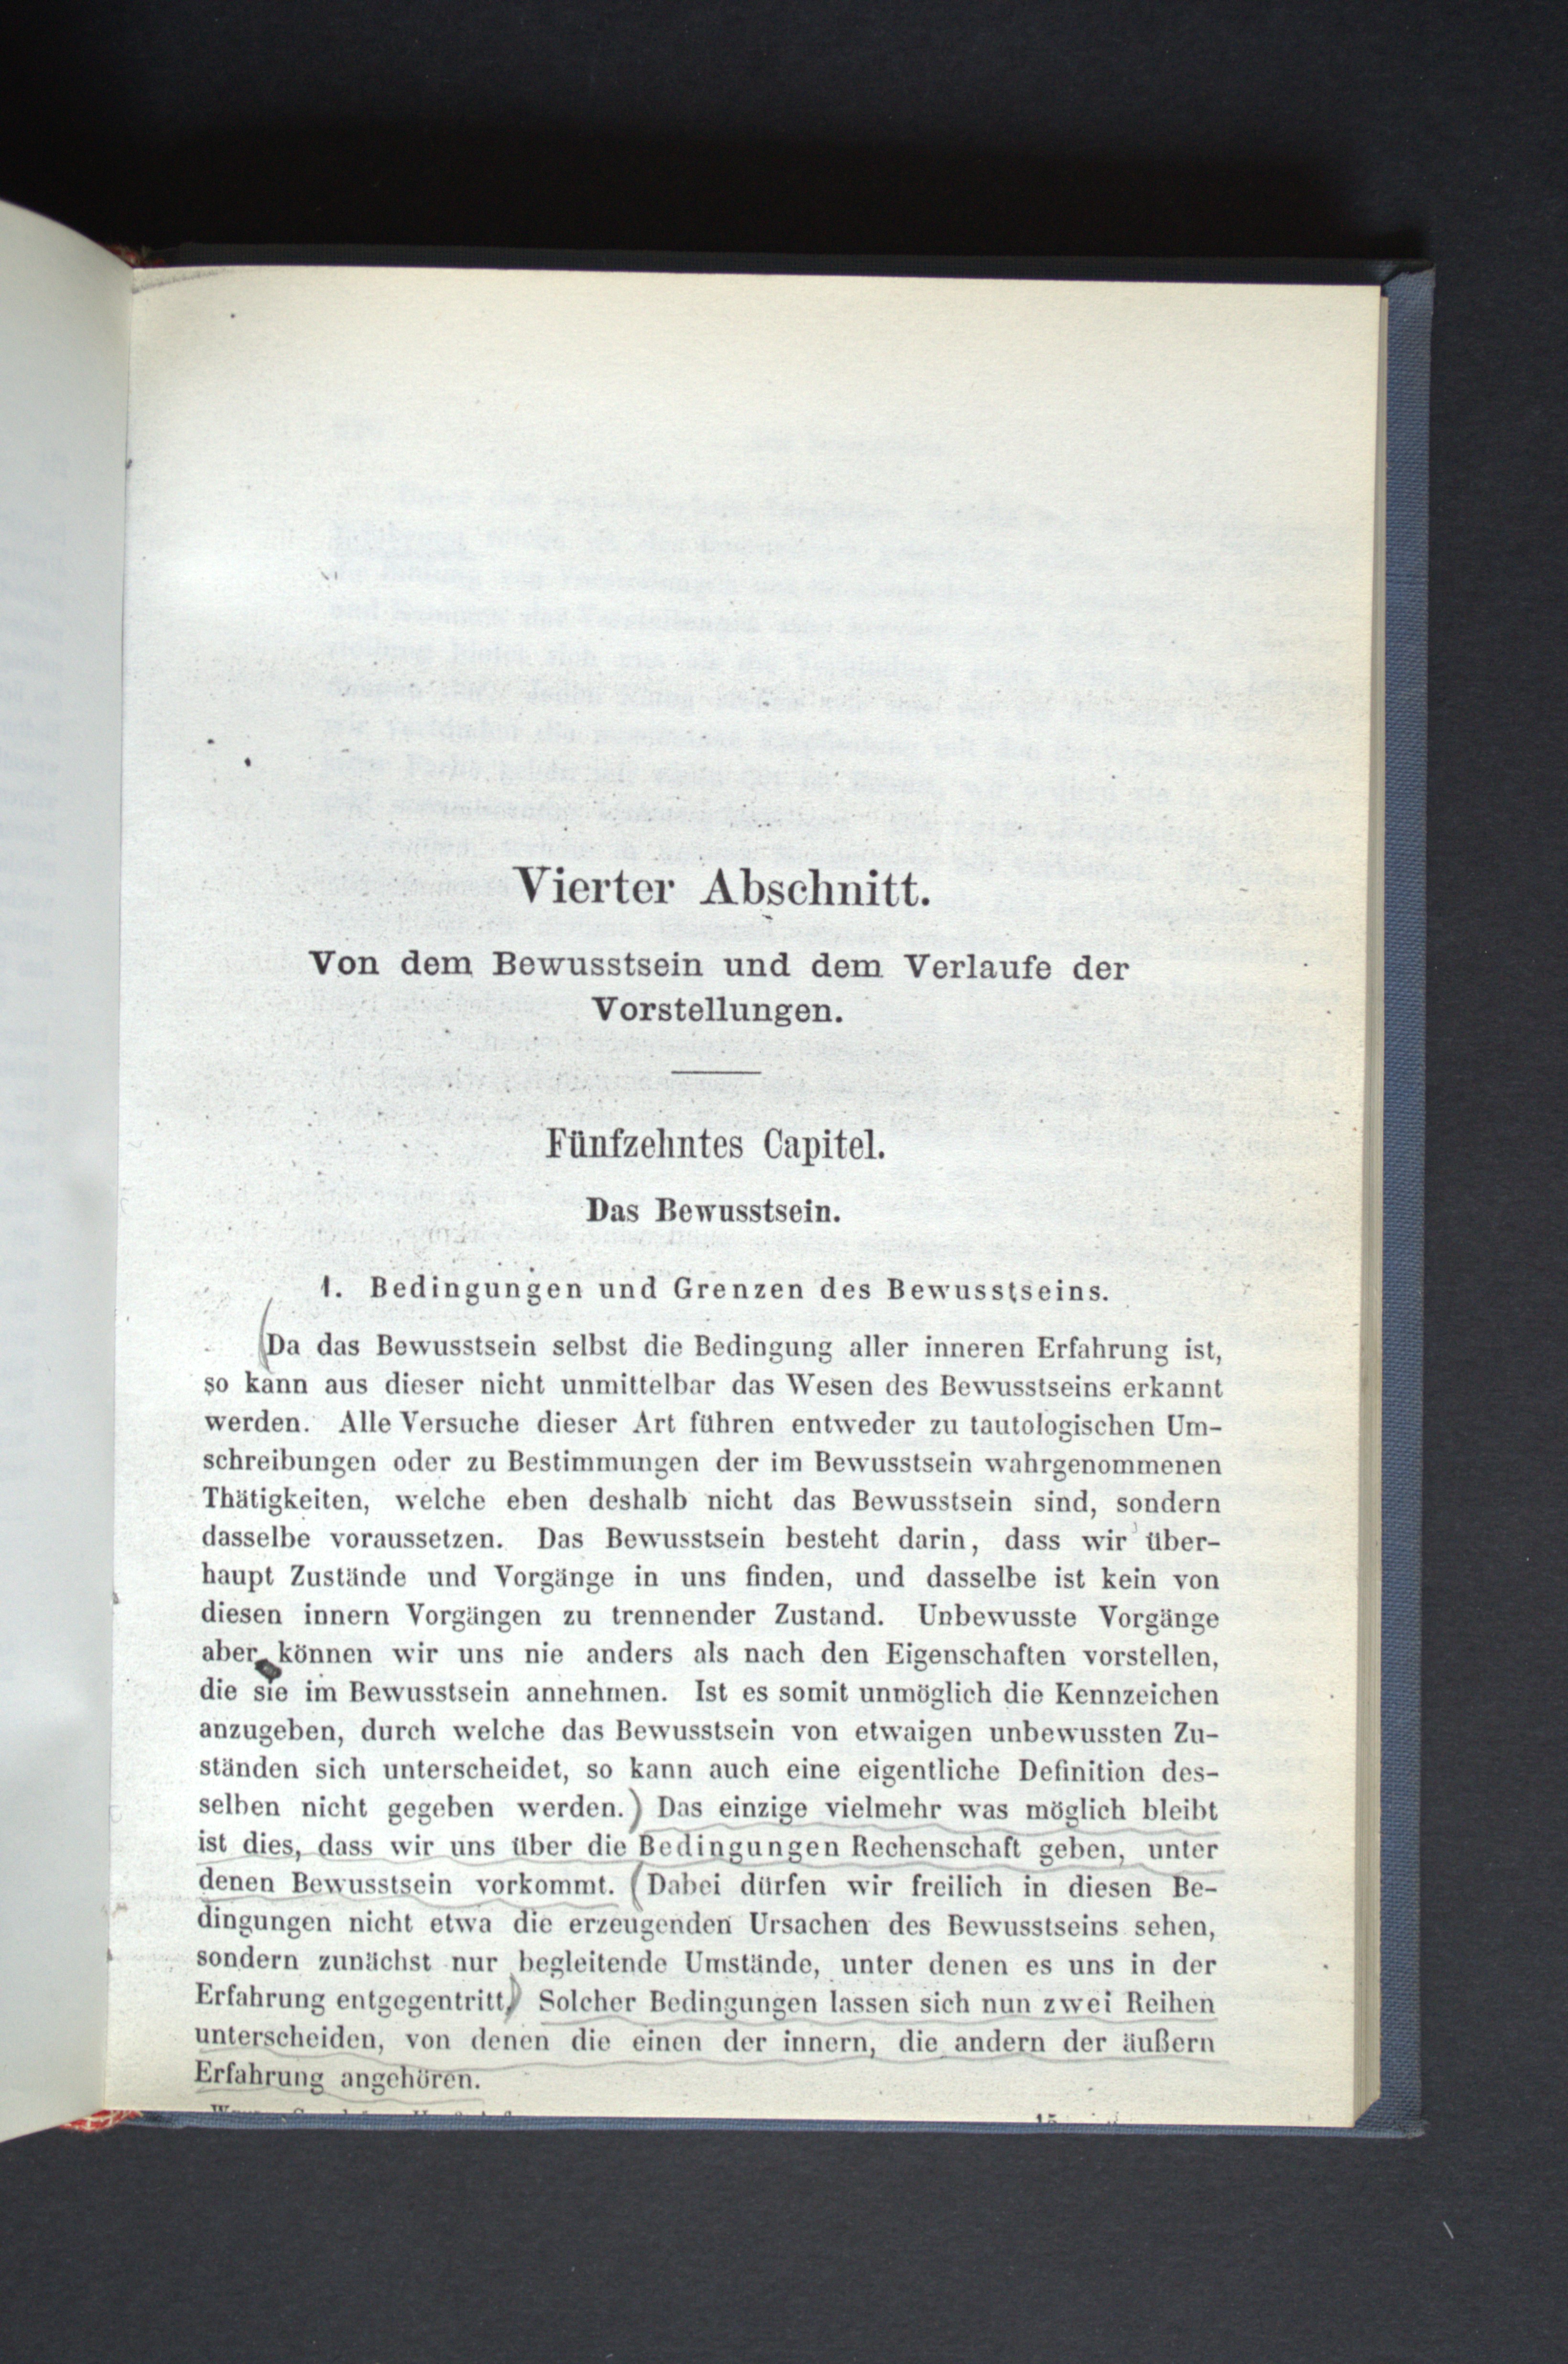 Vierter Abschnitt.
Von dem Bewusstsein und dem Verlaufe der
Vorstellungen.
Fünfzehntes Capitel.
Das Bewusstsein.
1. Bedingungen und Grenzen des Bewusstseins.
(Da das Bewusstsein selbst die Bedingung aller inneren Erfahrung ist,
so kann aus dieser nicht unmittelbar das Wesen des Bewusstseins erkannt
werden. Alle Versuche dieser Art führen entweder zu tautologischen Um-
schreibungen oder zu Bestimmungen der im Bewusstsein wahrgenommenen
Thätigkeiten, welche eben deshalb nicht das Bewusstsein sind, sondern
dasselbe voraussetzen. Das Bewusstsein besteht darin, dass wir über-
haupt Zustände und Vorgänge in uns finden, und dasselbe ist kein von
diesen innern Vorgängen zu trennender Zustand. Unbewusste Vorgänge
aber können wir uns nie anders als nach den Eigenschaften vorstellen,
die sie im Bewusstsein annehmen. Ist es somit unmöglich die Kennzeichen
anzugeben, durch welche das Bewusstsein von etwaigen unbewussten Zu-
ständen sich unterscheidet, so kann auch eine eigentliche Definition des-
selben nicht gegeben werden.) Das einzige vielmehr was möglich bleibt
ist dies, dass wir uns über die Bedingungen Rechenschaft geben, unter
denen Bewusstsein vorkommt. (Dabei dürfen wir freilich in diesen Be-
dingungen nicht etwa die erzeugenden Ursachen des Bewusstseins sehen,
sondern zunächst nur begleitende Umstände, unter denen es uns in der
Erfahrung entgegentritt.) Solcher Bedingungen lassen sich nun zwei Reihen
unterscheiden, von denen die einen der innern, die andern der äußern
Erfahrung angehören.